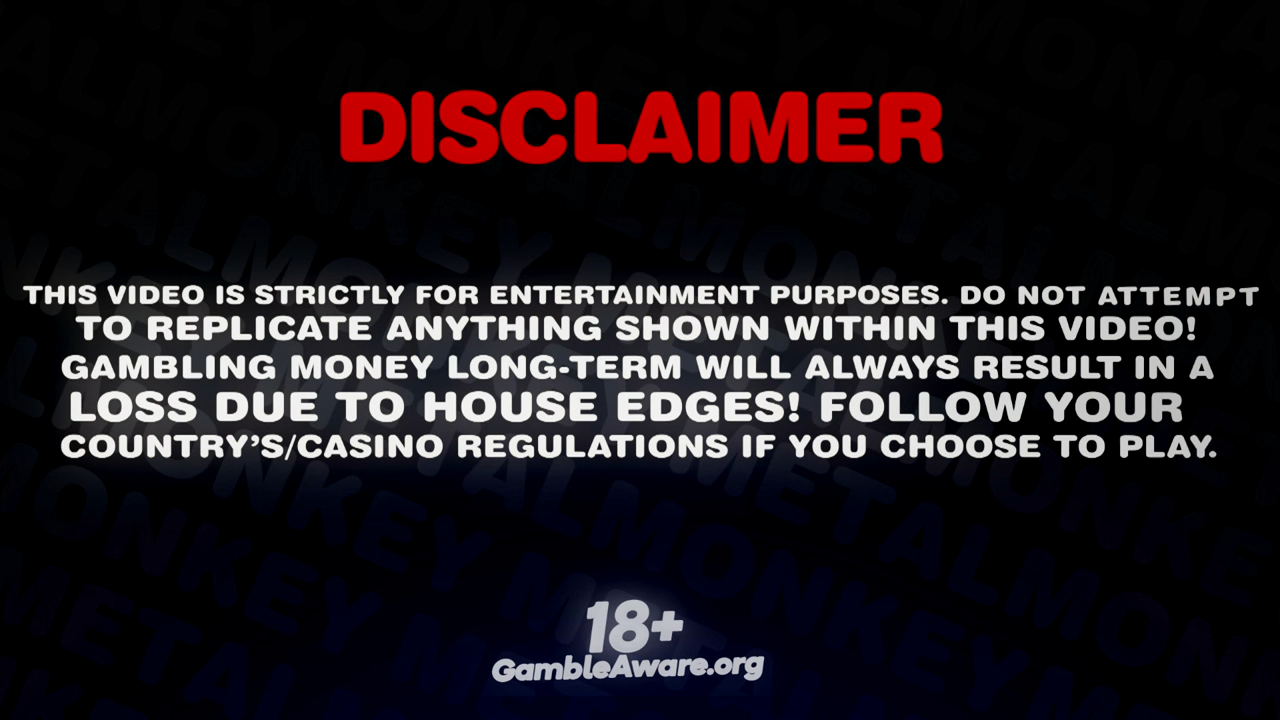 DISCLAIMER
THIS VIDEO IS STRICTLY FOR ENTERTAINMENT PURPOSES. DO NOT ATTEMPT
TO REPLICATE ANYTHING SHOWN WITHIN THIS VIDEO!
GAMBLING MONEY LONG-TERM WILL ALWAYS RESULT IN A
LOSS DUE TO HOUSE EDGES! FOLLOW YOUR
COUNTRY'S/CASINO REGULATIONS IF YOU CHOOSE TO PLAY.
18+
GambleAware.org